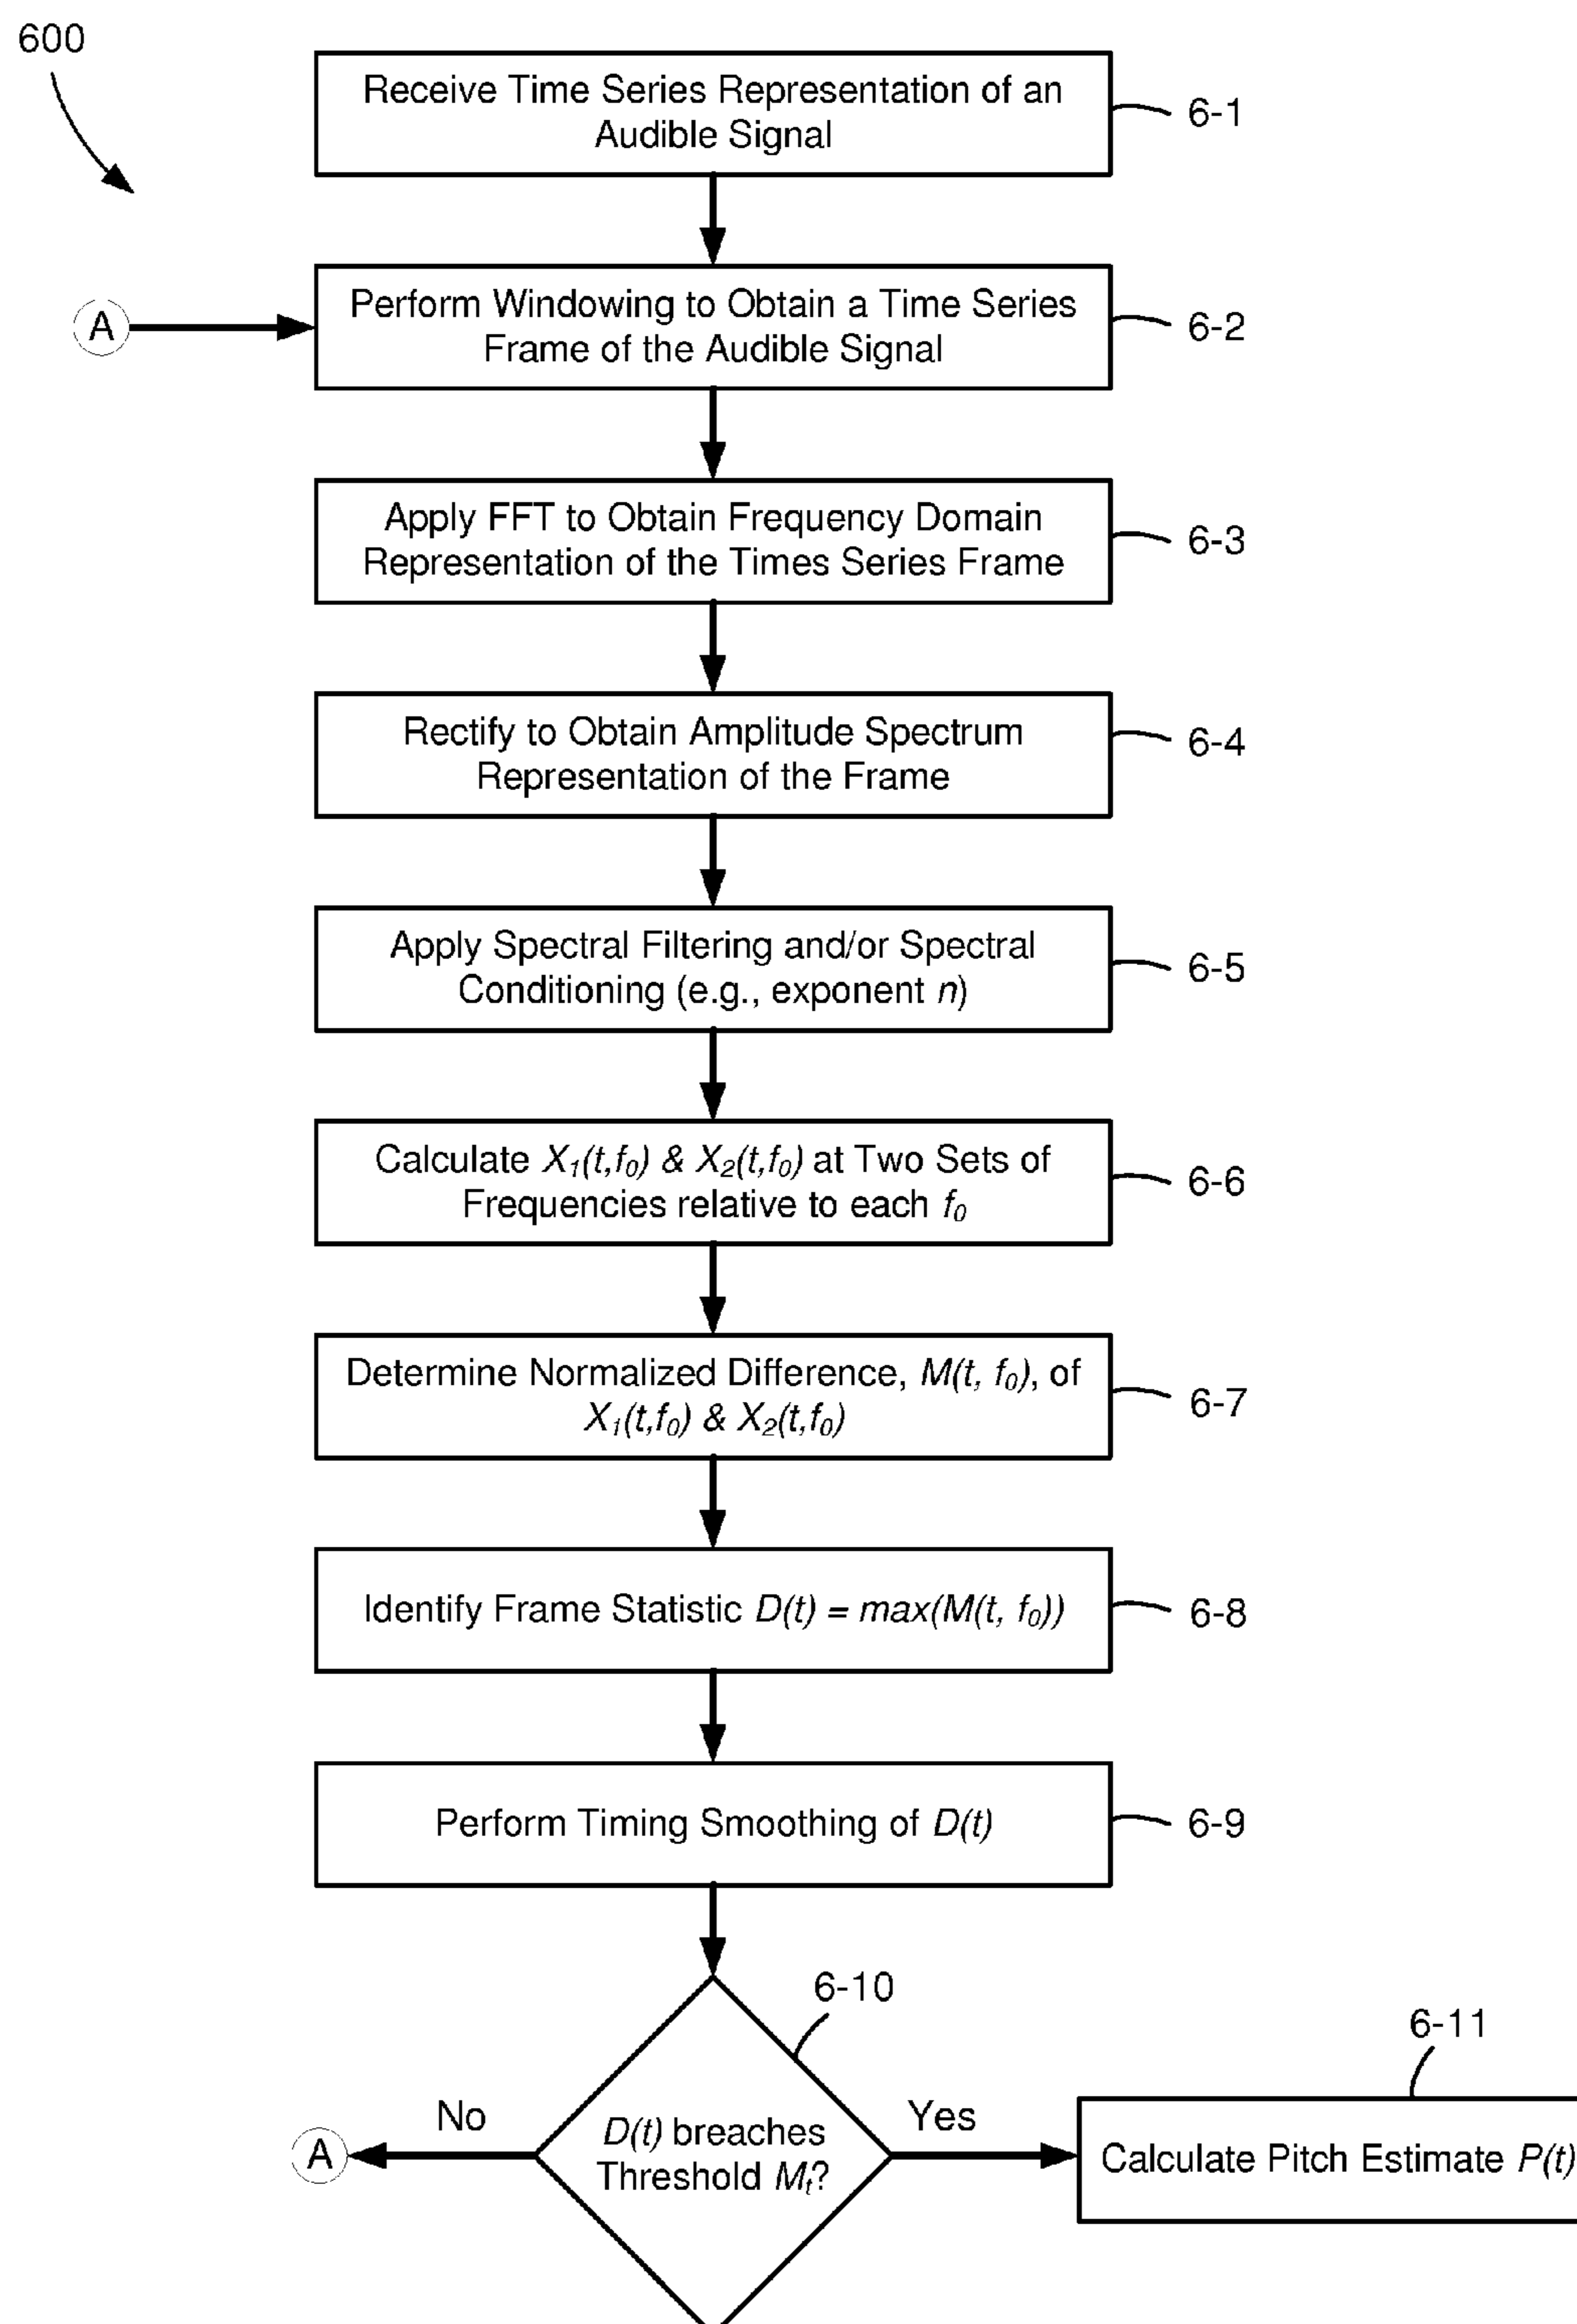 600
Receive Time Series Representation of an
Audible Signal
6-1
A
Perform Windowing to Obtain a Time Series
Frame of the Audible Signal
6-2
Apply FFT to Obtain Frequency Domain
Representation of the Times Series Frame
6-3
Rectify to Obtain Amplitude Spectrum
Representation of the Frame
6-4
Apply Spectral Filtering and/or Spectral
Conditioning (e.g., exponent n)
6-5
Calculate X₁(t,f₀) & X₂(t,f₀) at Two Sets of
Frequencies relative to each f₀
6-6
Determine Normalized Difference, M(t, f₀), of
X₁(t,f₀) & X₂(t,f₀)
6-7
Identify Frame Statistic D(t) = max(M(t, f₀))
6-8
Perform Timing Smoothing of D(t)
6-9
6-10
D(t) breaches
Threshold Mₜ?
No
A
Yes
6-11
Calculate Pitch Estimate P(t)